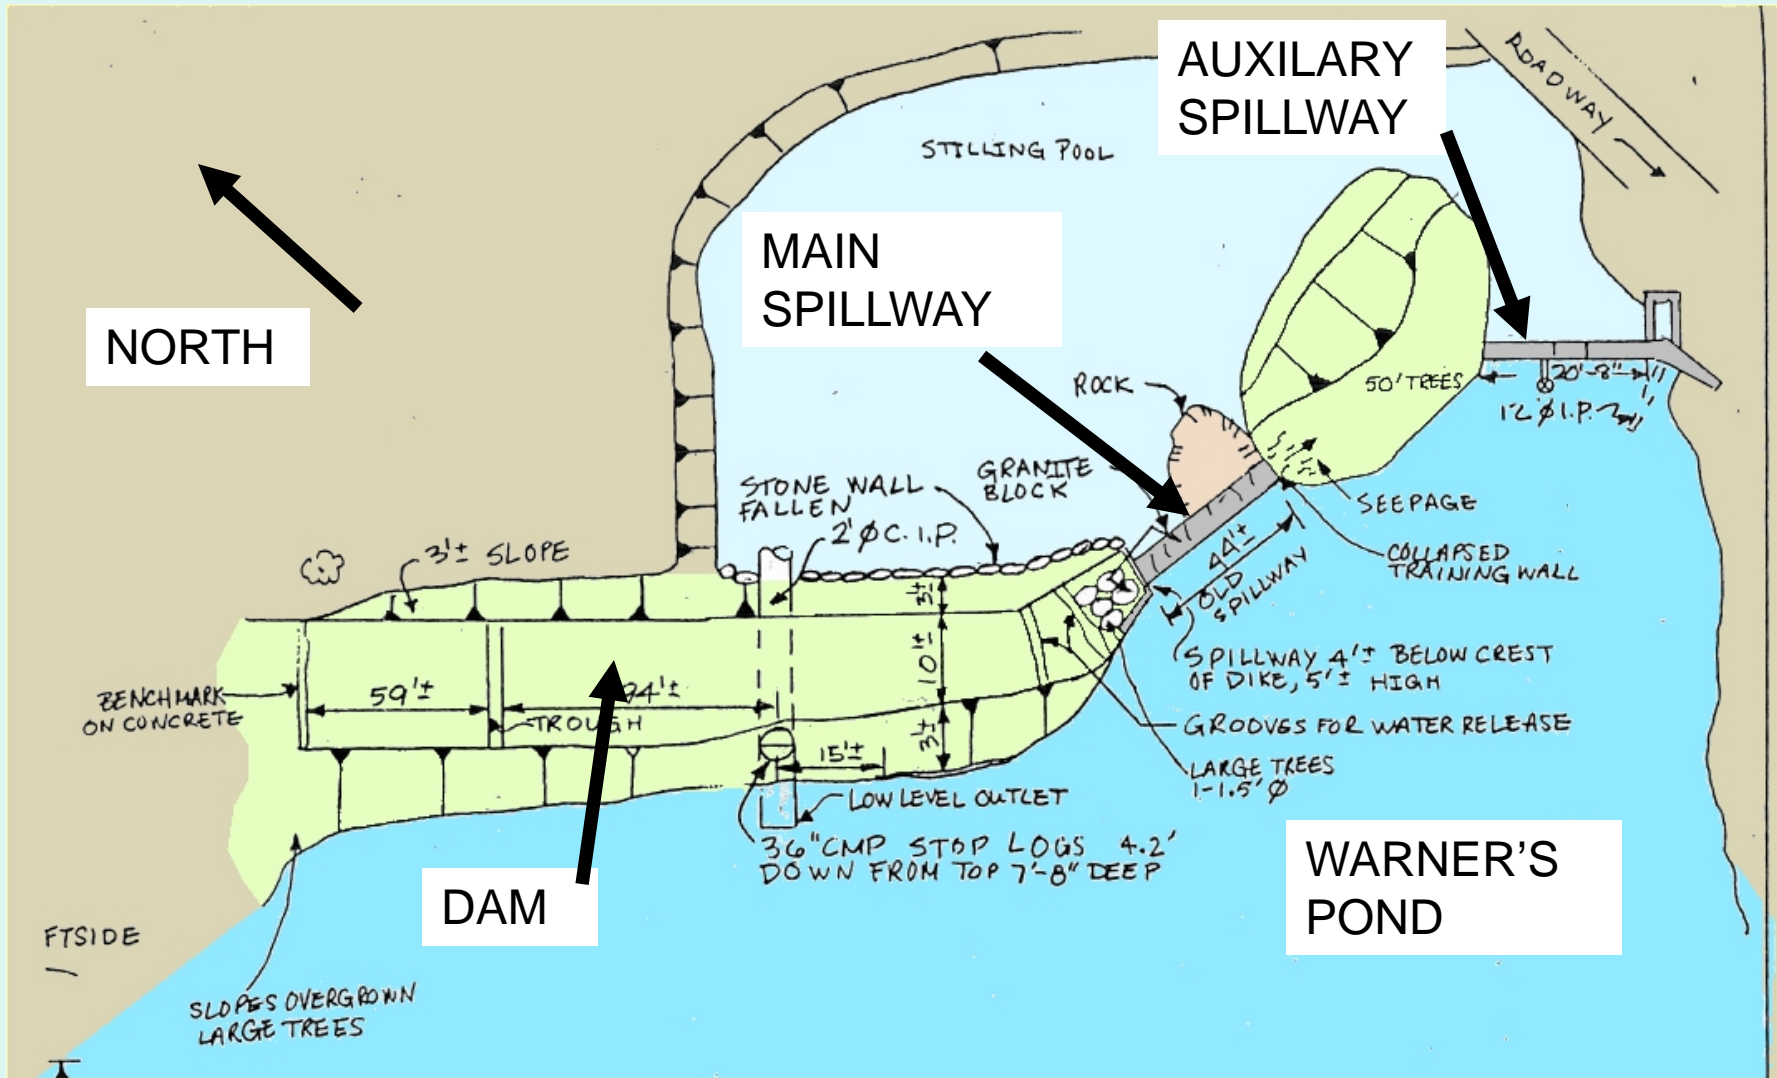 AUXILARY
SPILLWAY
ROADWAY
STILLING POOL
MAIN
SPILLWAY
NORTH
ROCK
50' TREES
20'-8"
GRANITE
BLOCK
STONE WALL
FALLEN
2' Ø C.I.P.
SEEPAGE
3'± SLOPE
44'±
OLD
SPILLWAY
COLLAPSED
TRAINING WALL
3'±
10'±
3'±
SPILLWAY 4'± BELOW CREST
OF DIKE, 5'± HIGH
BENCHMARK
ON CONCRETE
59'±
94'±
TROUGH
GROOVES FOR WATER RELEASE
15'±
LARGE TREES
1-1.5' Ø
LOW LEVEL OUTLET
36" CMP STOP LOGS 4.2'
DOWN FROM TOP 7'-8" DEEP
DAM
WARNER'S
POND
FTSIDE
SLOPES OVERGROWN
LARGE TREES